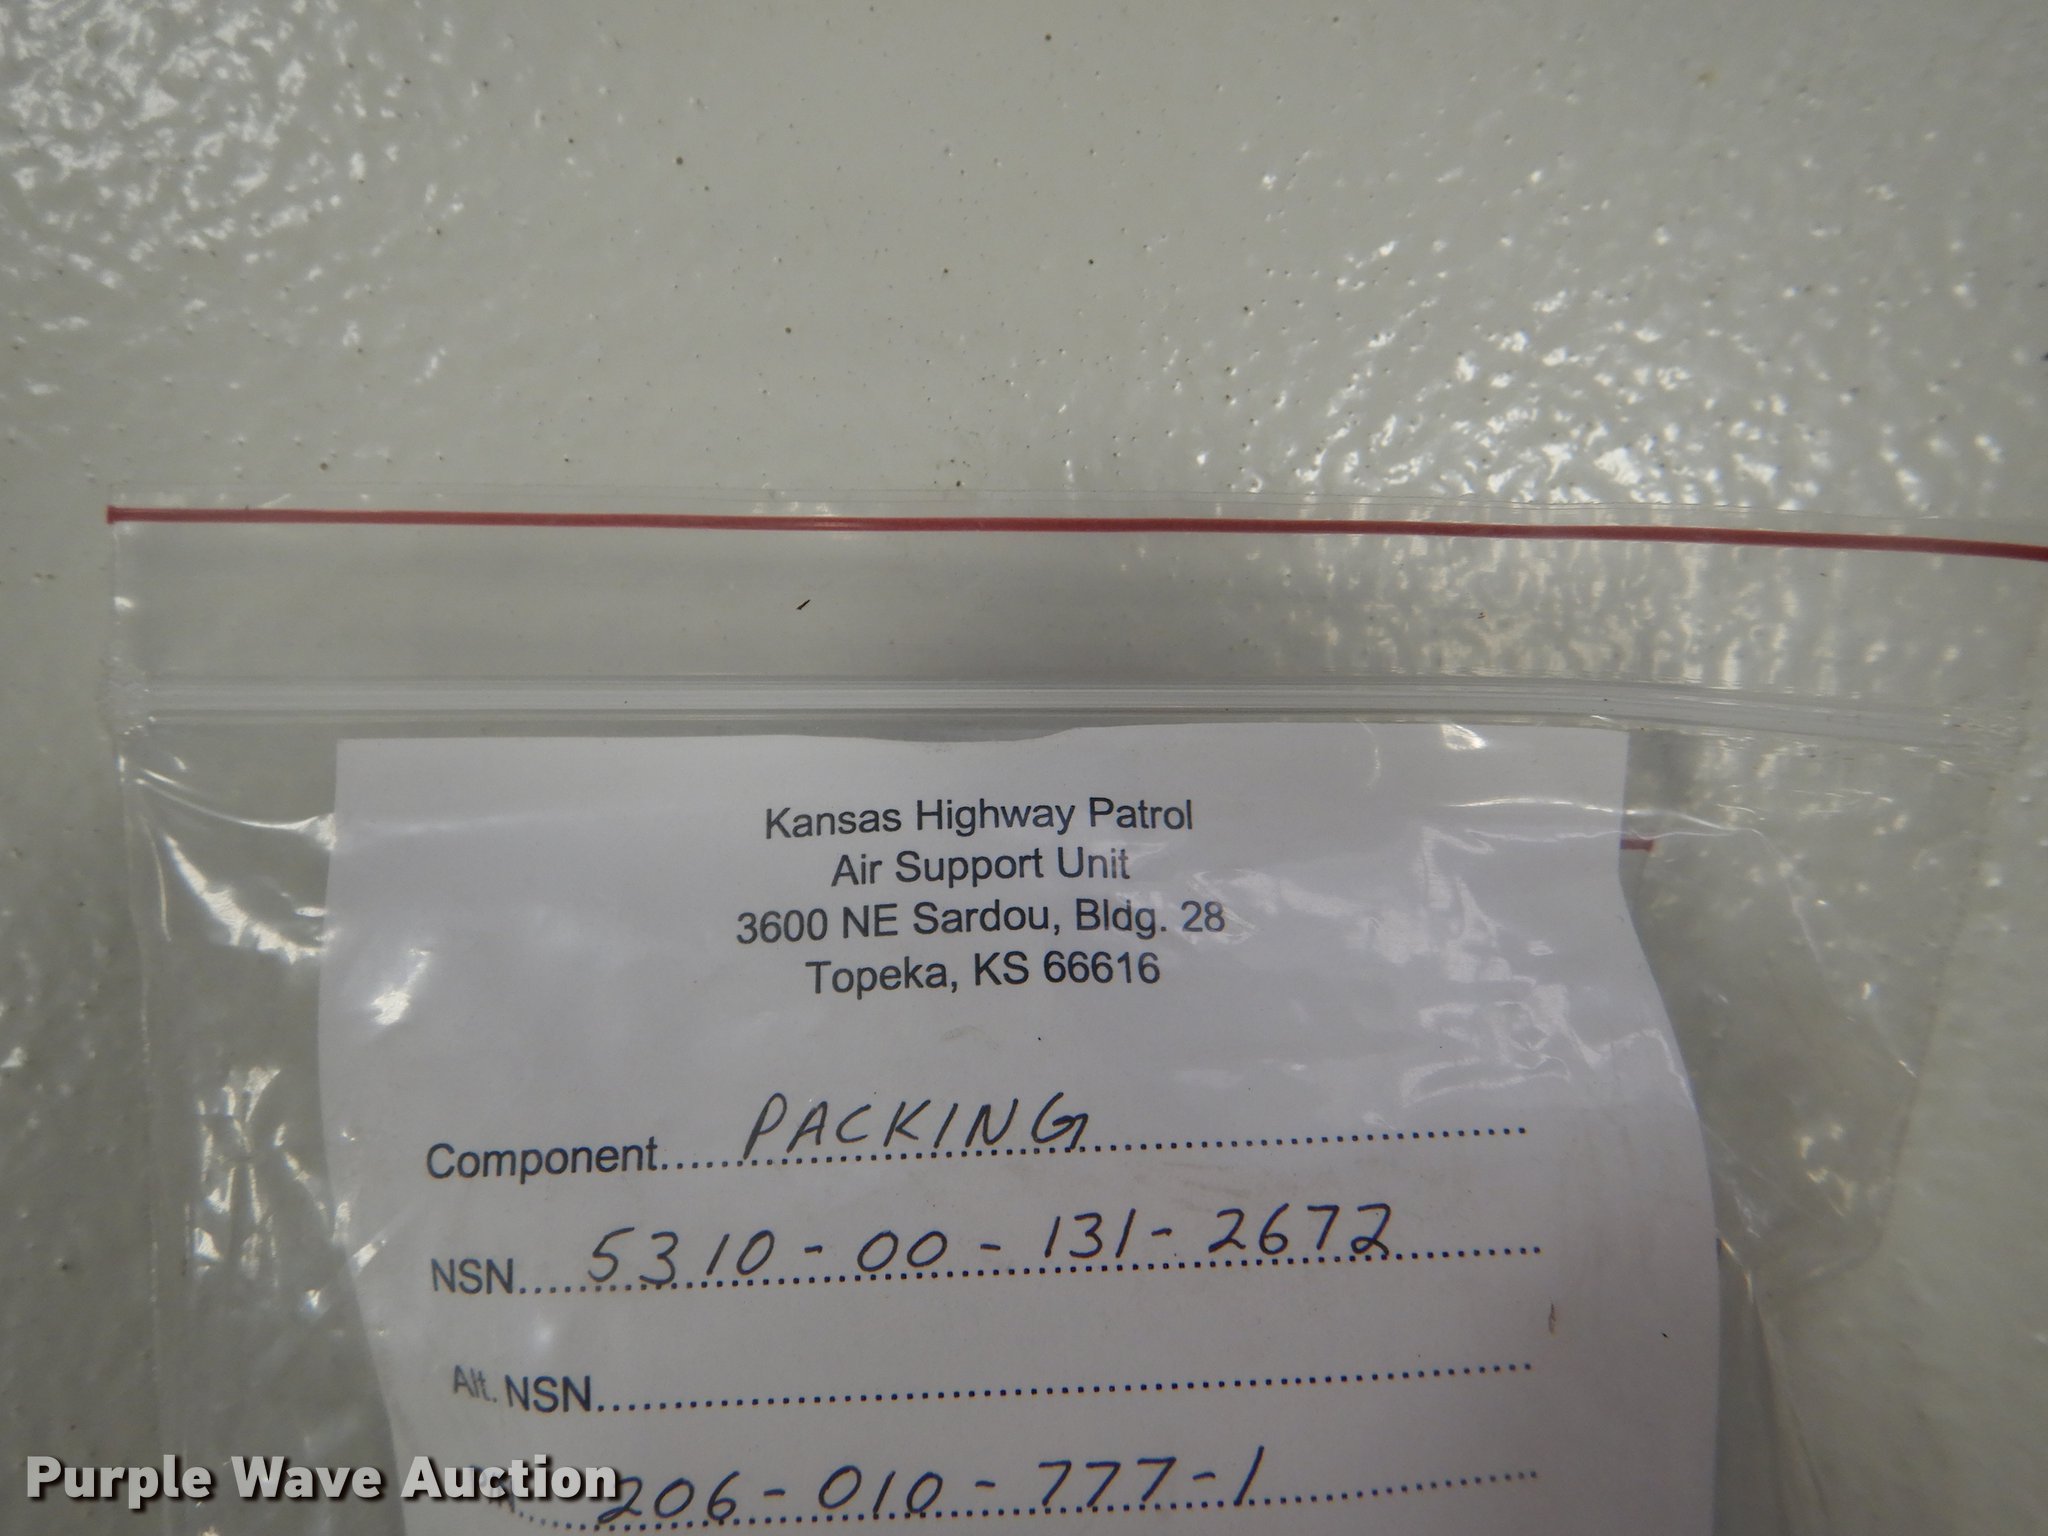 Kansas Highway Patrol
Air Support Unit
3600 NE Sardou, Bldg. 28
Topeka, KS 66616
Component....PACKING....
NSN....5310-00-131-2672....
Alt. NSN....
206-010-777-1
Purple Wave Auction